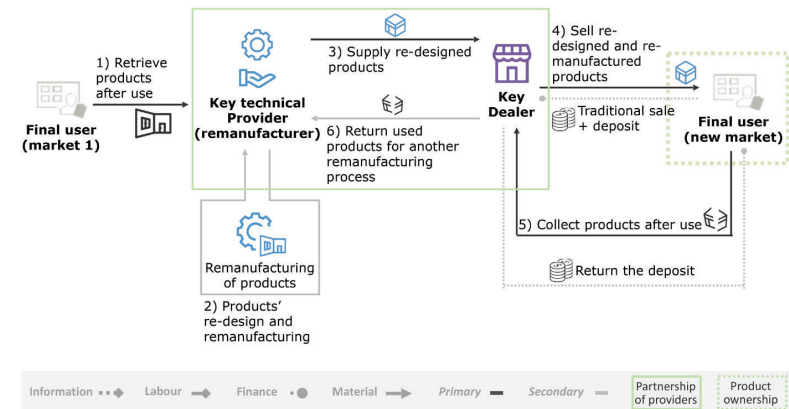 1) Retrieve
products
after use
Final user
(market 1)
Key technical
Provider
(remanufacturer)
3) Supply re-designed
products
6) Return used
products for another
remanufacturing
process
Key
Dealer
4) Sell re-
designed and re-
manufactured
products
Traditional sale
+ deposit
Final user
(new market)
5) Collect products after use
Return the deposit
Remanufacturing
of products
2) Products’
re-design and
remanufacturing
Information Labour Finance Material Primary Secondary
Partnership
of providers
Product
ownership